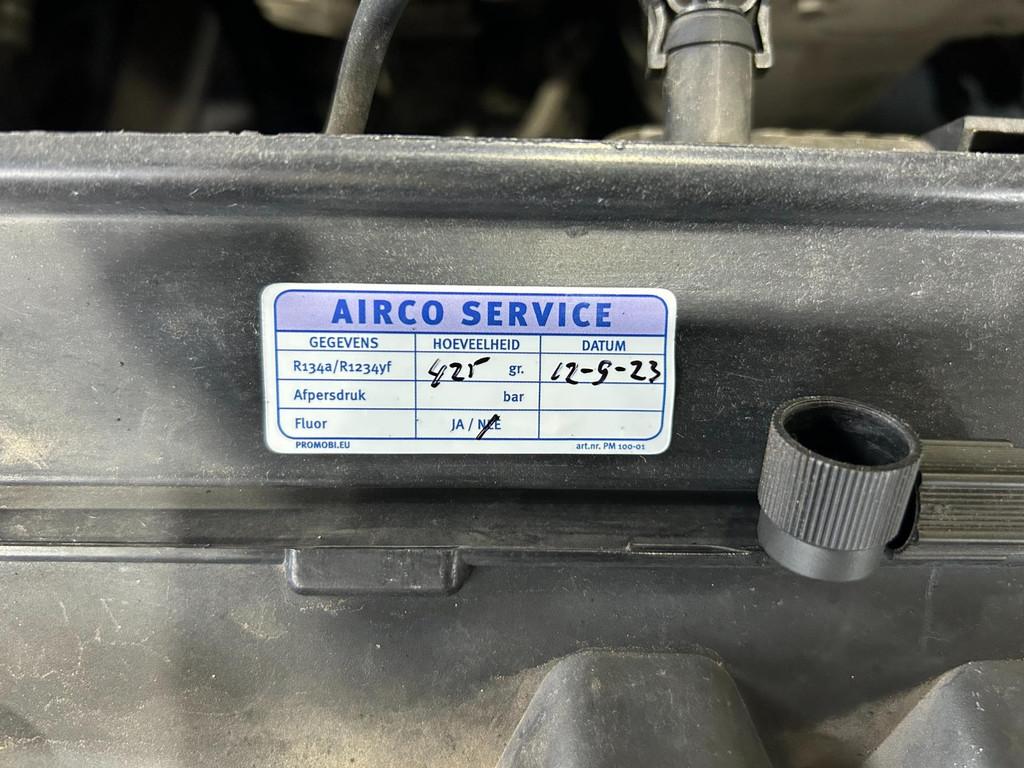 AIRCO SERVICE
GEGEVENS HOEVEELHEID DATUM
R134a/R1234yf 425 gr. 12-9-23
Afpersdruk bar
Fluor JA / NEE
PROMOBI.EU art.nr. PM 100-01